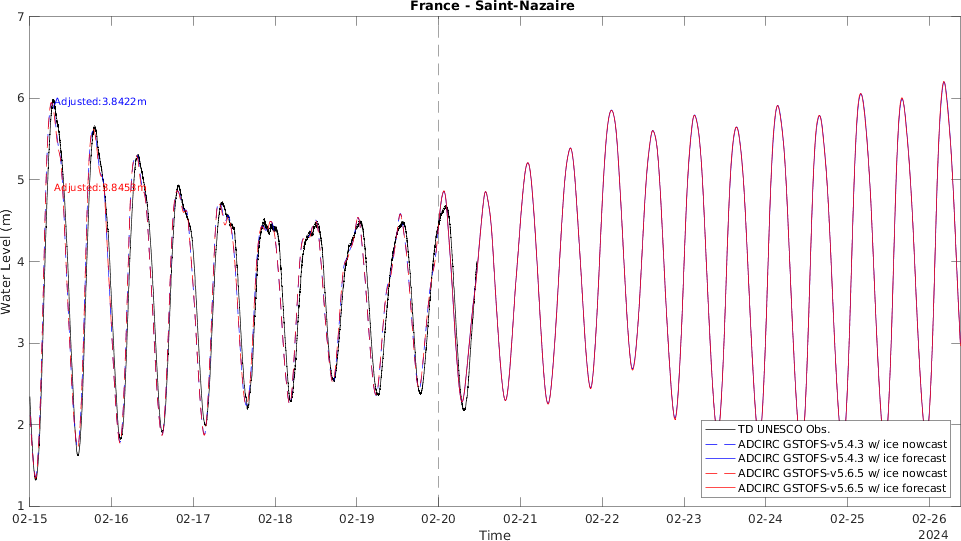 France - Saint-Nazaire
7
6
5
4
3
2
1
Water Level (m)
Adjusted:3.8422m
Adjusted:3.8453m
TD UNESCO Obs.
ADCIRC GSTOFS-v5.4.3 w/ ice nowcast
ADCIRC GSTOFS-v5.4.3 w/ ice forecast
ADCIRC GSTOFS-v5.6.5 w/ ice nowcast
ADCIRC GSTOFS-v5.6.5 w/ ice forecast
02-15 02-16 02-17 02-18 02-19 02-20 02-21 02-22 02-23 02-24 02-25 02-26
Time
2024